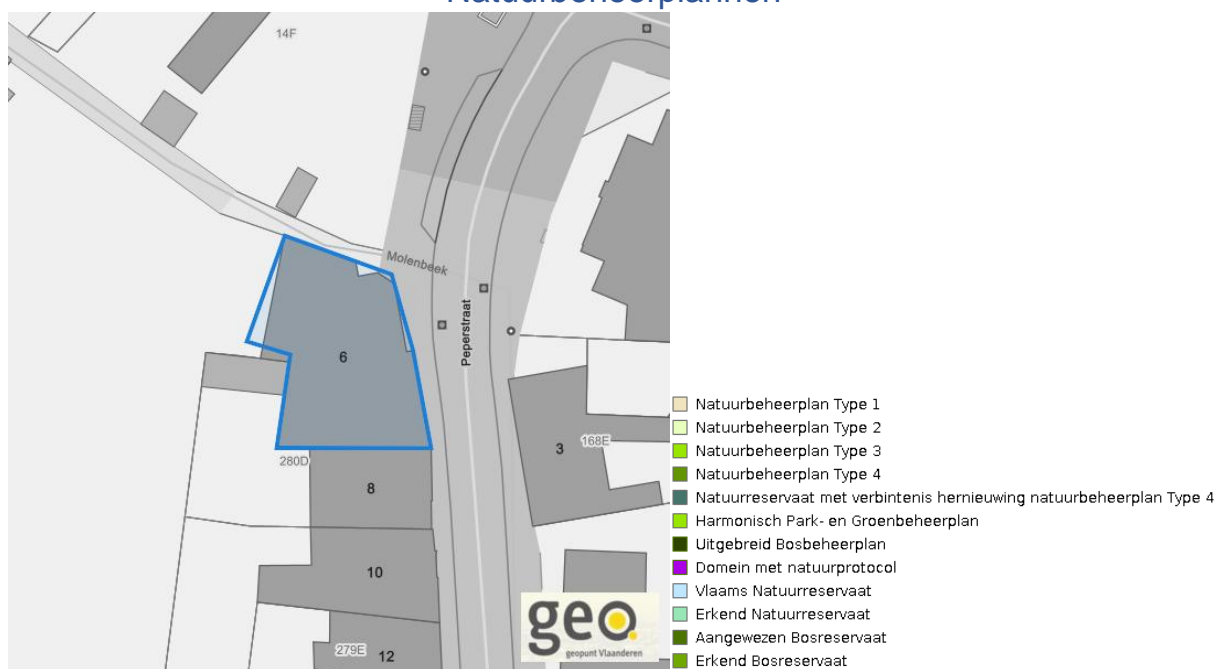 Natuurbeheerplannen
14F
Molenbeek
Peperstraat
6
3
168E
280D
8
10
279E
12
geo.
geopunt Vlaanderen
Natuurbeheerplan Type 1
Natuurbeheerplan Type 2
Natuurbeheerplan Type 3
Natuurbeheerplan Type 4
Natuurreservaat met verbintenis hernieuwing natuurbeheerplan Type 4
Harmonisch Park- en Groenbeheerplan
Uitgebreid Bosbeheerplan
Domein met natuurprotocol
Vlaams Natuurreservaat
Erkend Natuurreservaat
Aangewezen Bosreservaat
Erkend Bosreservaat